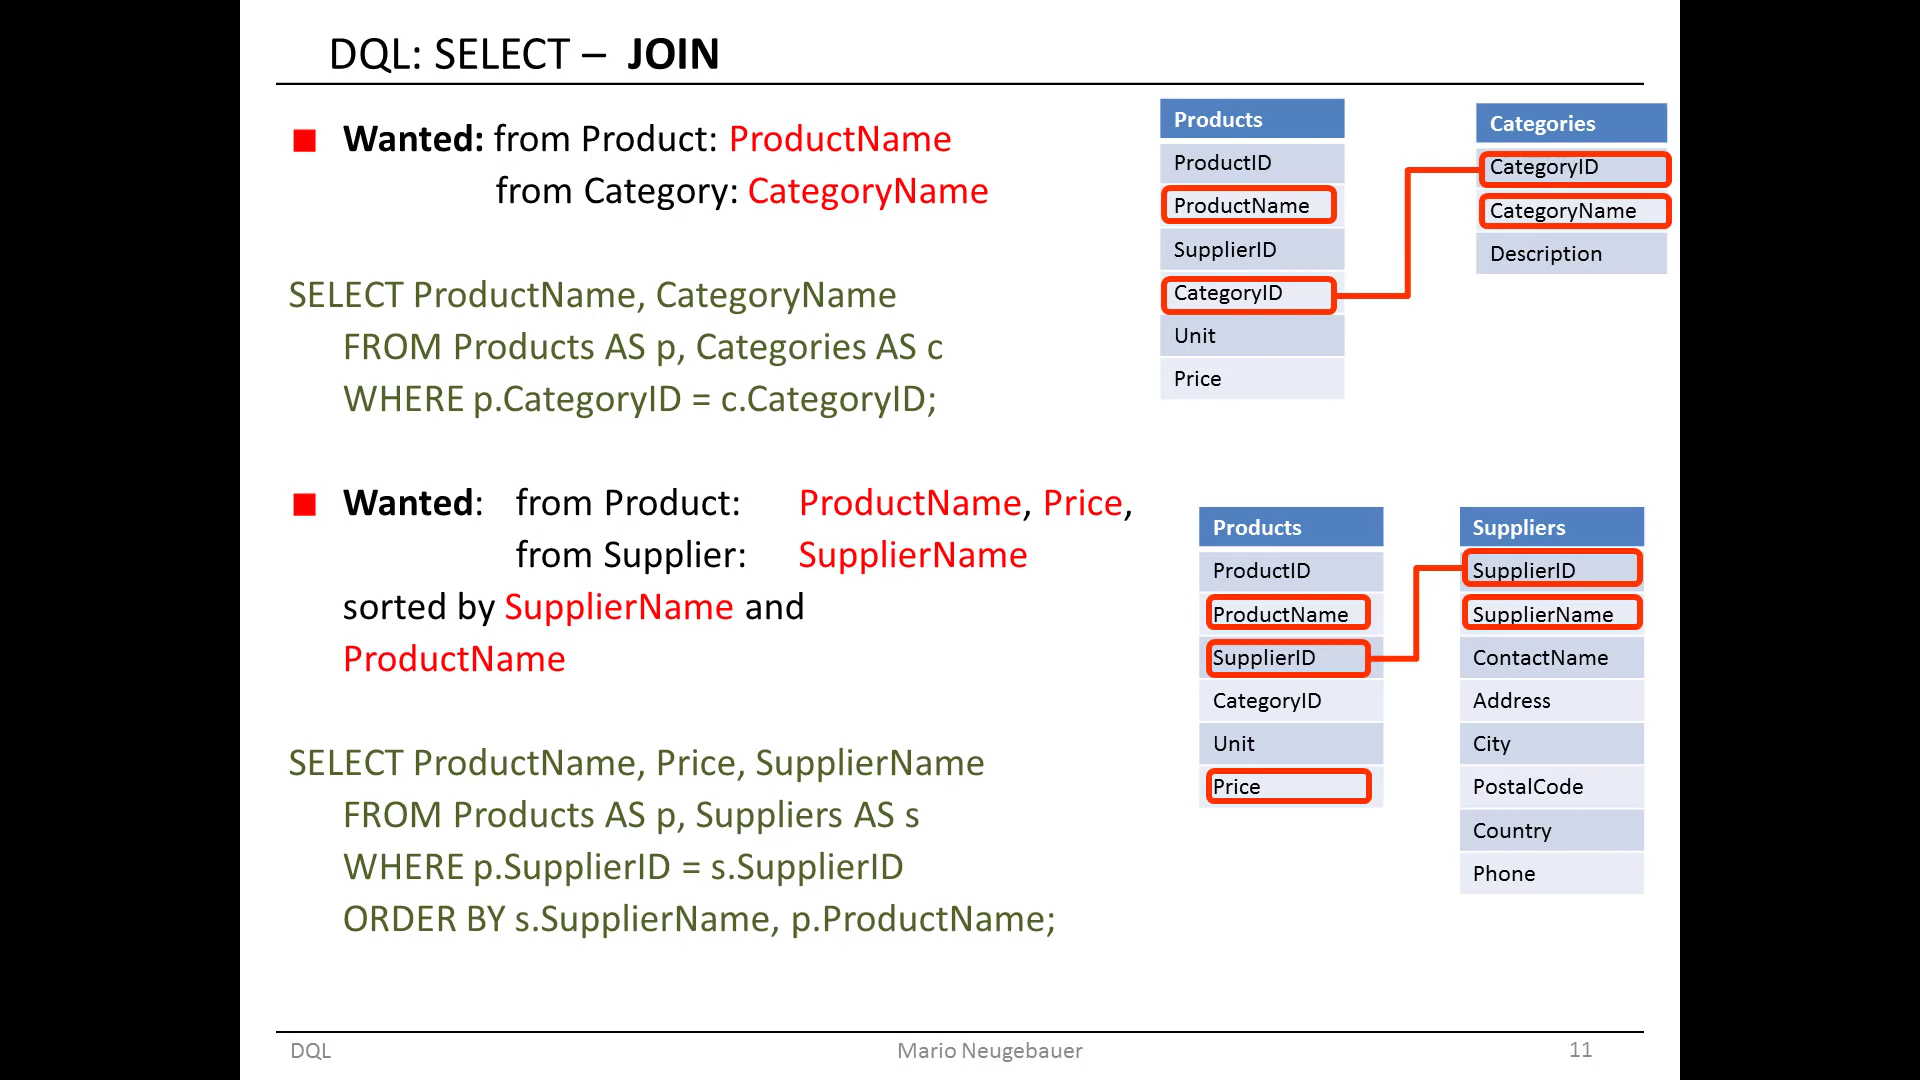 DQL: SELECT – JOIN
Wanted: from Product: ProductName
from Category: CategoryName
SELECT ProductName, CategoryName
FROM Products AS p, Categories AS c
WHERE p.CategoryID = c.CategoryID;
Products
ProductID
ProductName
SupplierID
CategoryID
Unit
Price
Categories
CategoryID
CategoryName
Description
Wanted: from Product: ProductName, Price,
from Supplier: SupplierName
sorted by SupplierName and
ProductName
SELECT ProductName, Price, SupplierName
FROM Products AS p, Suppliers AS s
WHERE p.SupplierID = s.SupplierID
ORDER BY s.SupplierName, p.ProductName;
Products
ProductID
ProductName
SupplierID
CategoryID
Unit
Price
Suppliers
SupplierID
SupplierName
ContactName
Address
City
PostalCode
Country
Phone
DQL
Mario Neugebauer
11